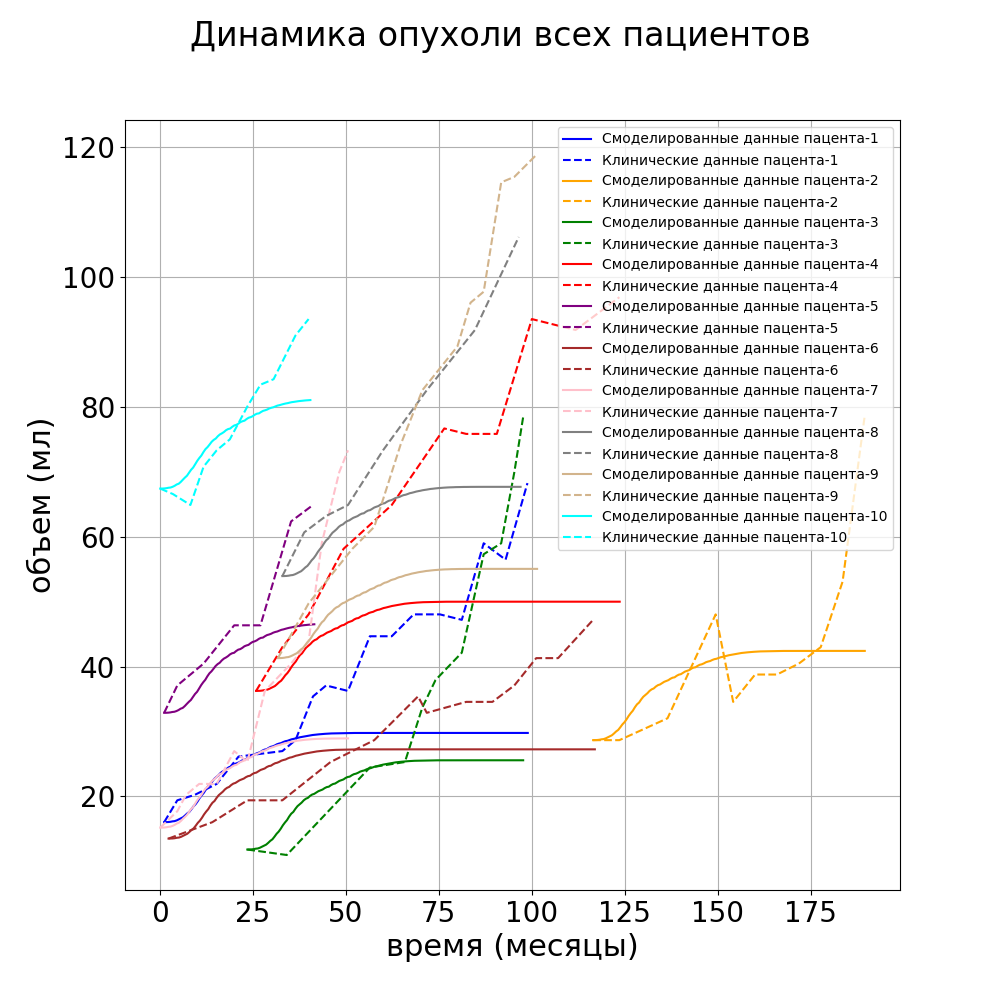 Динамика опухоли всех пациентов
120
100
80
60
40
20
объем (мл)
0 25 50 75 100 125 150 175
время (месяцы)
Смоделированные данные пацента-1
Клинические данные пацента-1
Смоделированные данные пацента-2
Клинические данные пацента-2
Смоделированные данные пацента-3
Клинические данные пацента-3
Смоделированные данные пацента-4
Клинические данные пацента-4
Смоделированные данные пацента-5
Клинические данные пацента-5
Смоделированные данные пацента-6
Клинические данные пацента-6
Смоделированные данные пацента-7
Клинические данные пацента-7
Смоделированные данные пацента-8
Клинические данные пацента-8
Смоделированные данные пацента-9
Клинические данные пацента-9
Смоделированные данные пацента-10
Клинические данные пацента-10